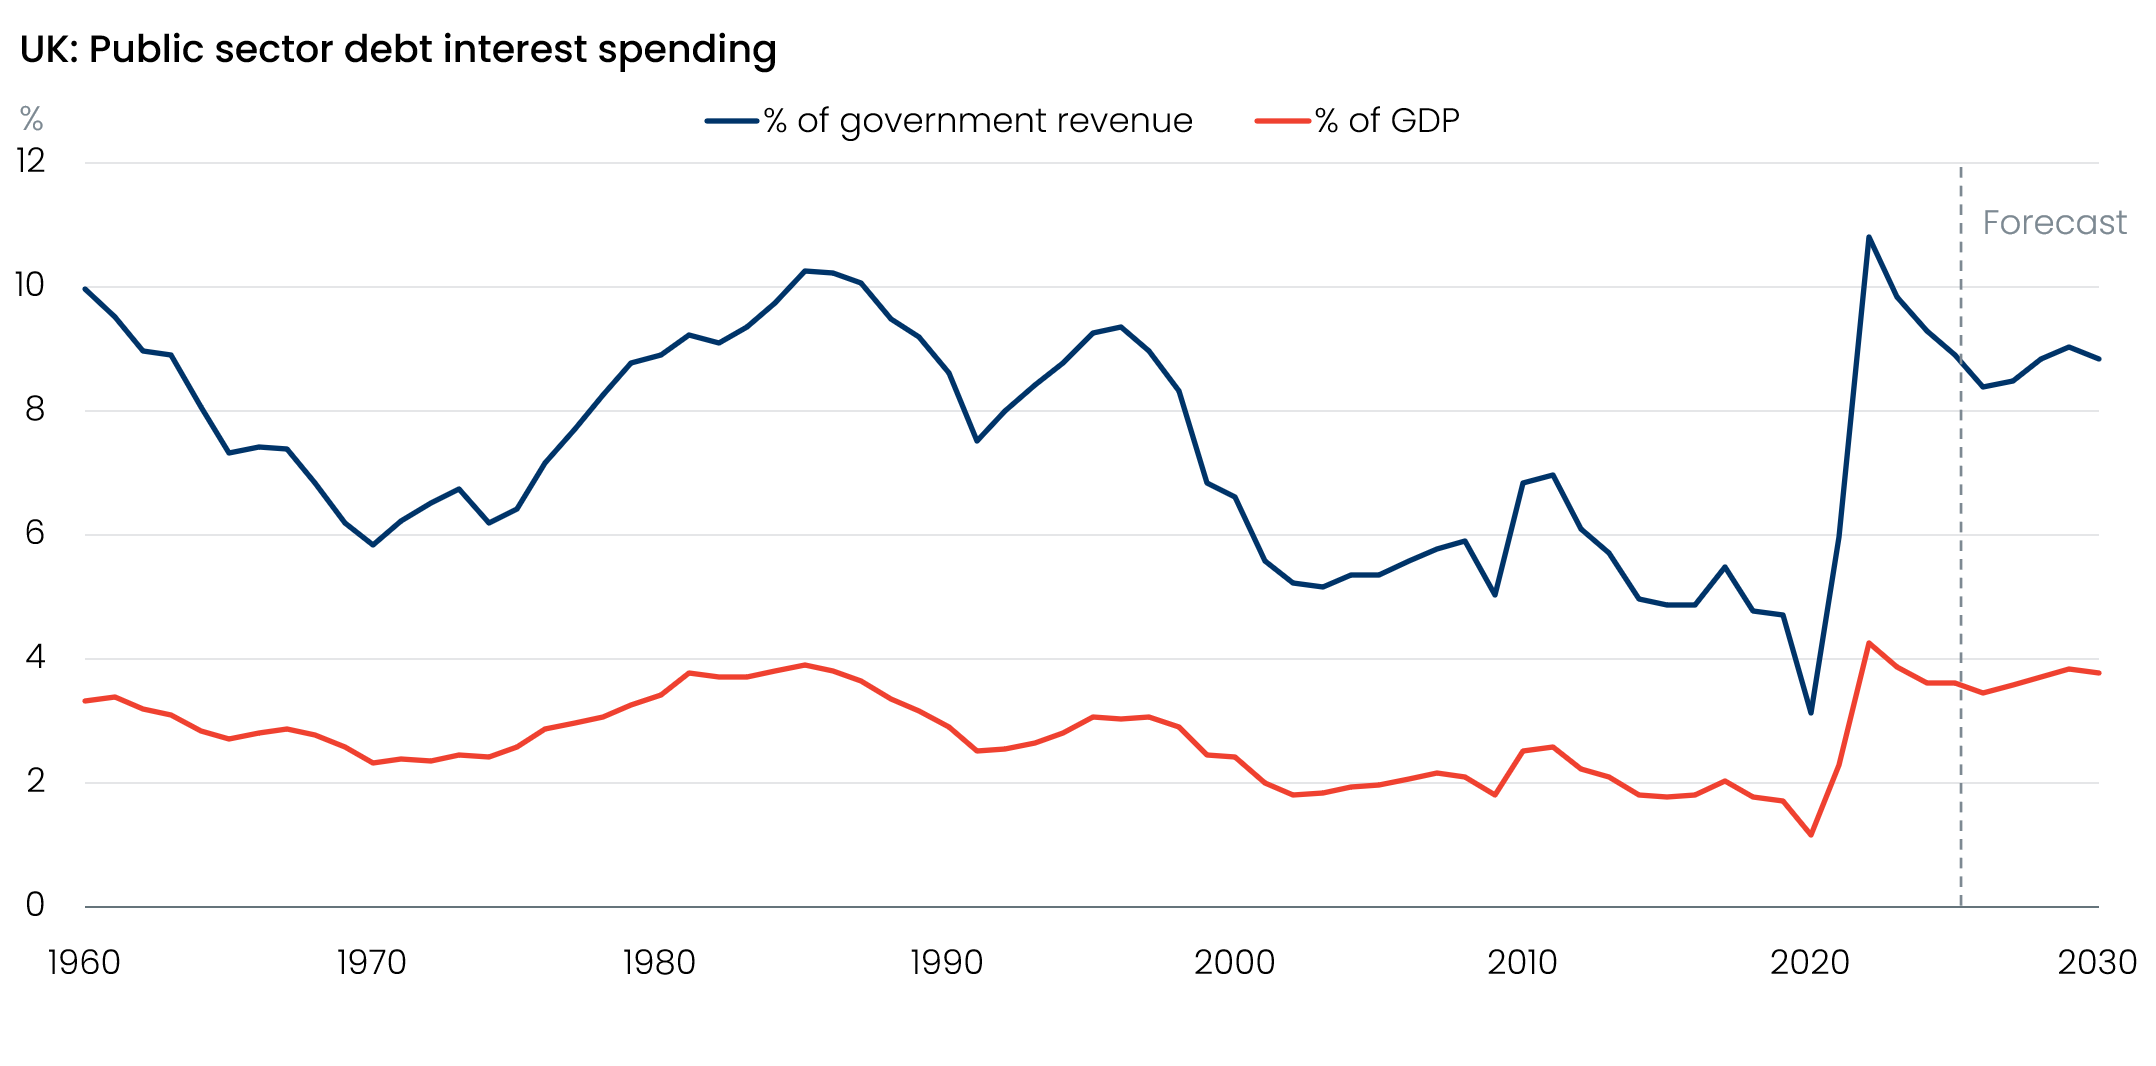 UK: Public sector debt interest spending
%
% of government revenue
% of GDP
12
Forecast
10
8
6
4
2
0
1960 1970 1980 1990 2000 2010 2020 2030